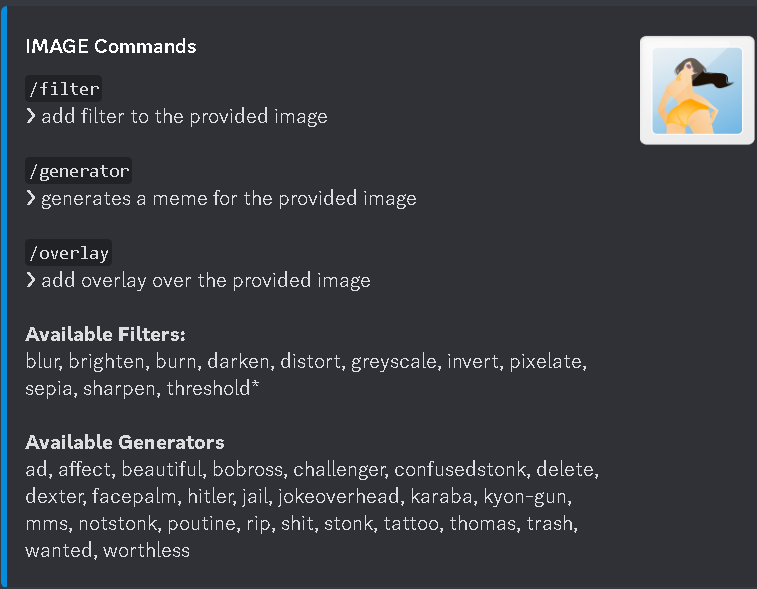 IMAGE Commands
/filter
❯ add filter to the provided image
/generator
❯ generates a meme for the provided image
/overlay
❯ add overlay over the provided image
Available Filters:
blur, brighten, burn, darken, distort, greyscale, invert, pixelate,
sepia, sharpen, threshold*
Available Generators
ad, affect, beautiful, bobross, challenger, confusedstonk, delete,
dexter, facepalm, hitler, jail, jokeoverhead, karaba, kyon-gun,
mms, notstonk, poutine, rip, shit, stonk, tattoo, thomas, trash,
wanted, worthless